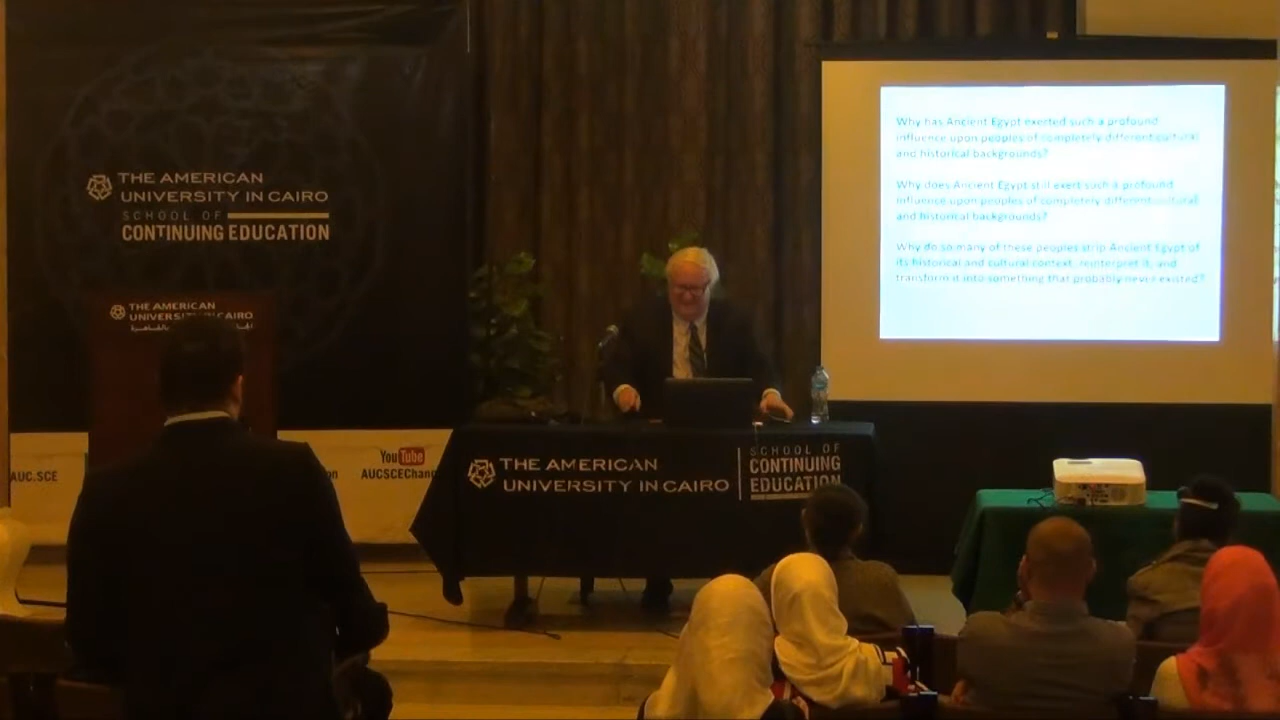 THE AMERICAN
UNIVERSITY IN CAIRO
SCHOOL OF
CONTINUING EDUCATION
THE AMERICAN
UNIVERSITY IN CAIRO
AUC.SCE
You Tube
AUCSCEChan
on
THE AMERICAN
UNIVERSITY IN CAIRO
SCHOOL OF
CONTINUING
EDUCATION
Why has Ancient Egypt exerted such a profound
influence upon peoples of completely different cultural
and historical backgrounds?
Why does Ancient Egypt still exert such a profound
influence upon peoples of completely different cultural
and historical backgrounds?
Why do so many of these peoples strip Ancient Egypt of
its historical and cultural context, reinterpret it, and
transform it into something that probably never existed?